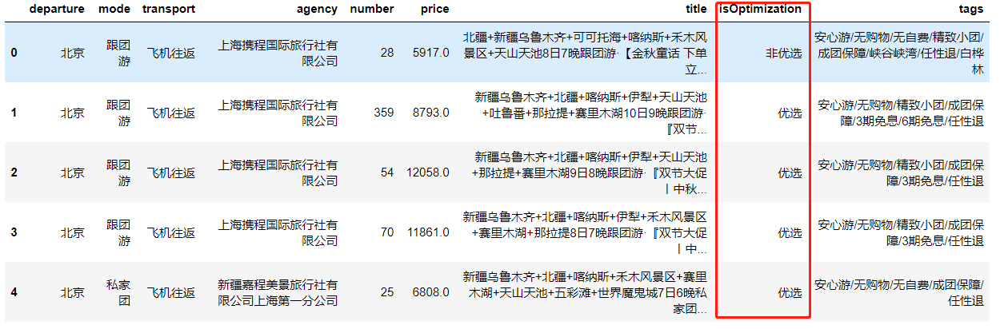 departure mode transport agency number price title isOptimization tags
0 北京 跟团游 飞机往返 上海携程国际旅行社有限公司 28 5917.0 北疆+新疆乌鲁木齐+可可托海+喀纳斯+禾木风景区+天山天池8日7晚跟团游·【金秋童话 下单立... 非优选 安心游/无购物/无自费/精致小团/成团保障/峡谷峡湾/任性退/白桦林
1 北京 跟团游 飞机往返 上海携程国际旅行社有限公司 359 8793.0 新疆乌鲁木齐+北疆+喀纳斯+伊犁+天山天池+吐鲁番+那拉提+赛里木湖10日9晚跟团游·『双节... 优选 安心游/无购物/精致小团/成团保障/3期免息/6期免息/任性退
2 北京 跟团游 飞机往返 上海携程国际旅行社有限公司 54 12058.0 新疆乌鲁木齐+北疆+喀纳斯+伊犁+天山天池+那拉提+赛里木湖9日8晚跟团游·『双节大促丨中秋... 优选 安心游/无购物/精致小团/成团保障/3期免息/任性退
3 北京 跟团游 飞机往返 上海携程国际旅行社有限公司 70 11861.0 新疆乌鲁木齐+北疆+喀纳斯+伊犁+禾木风景区+赛里木湖+那拉提8日7晚跟团游·『双节大促丨中... 优选 安心游/无购物/精致小团/成团保障/3期免息/任性退
4 北京 私家团 飞机往返 新疆嘉程美景旅行社有限公司上海第一分公司 25 6808.0 新疆乌鲁木齐+北疆+喀纳斯+禾木风景区+赛里木湖+天山天池+五彩滩+世界魔鬼城7日6晚私家团... 优选 安心游/无购物/无自费/成团保障/任性退